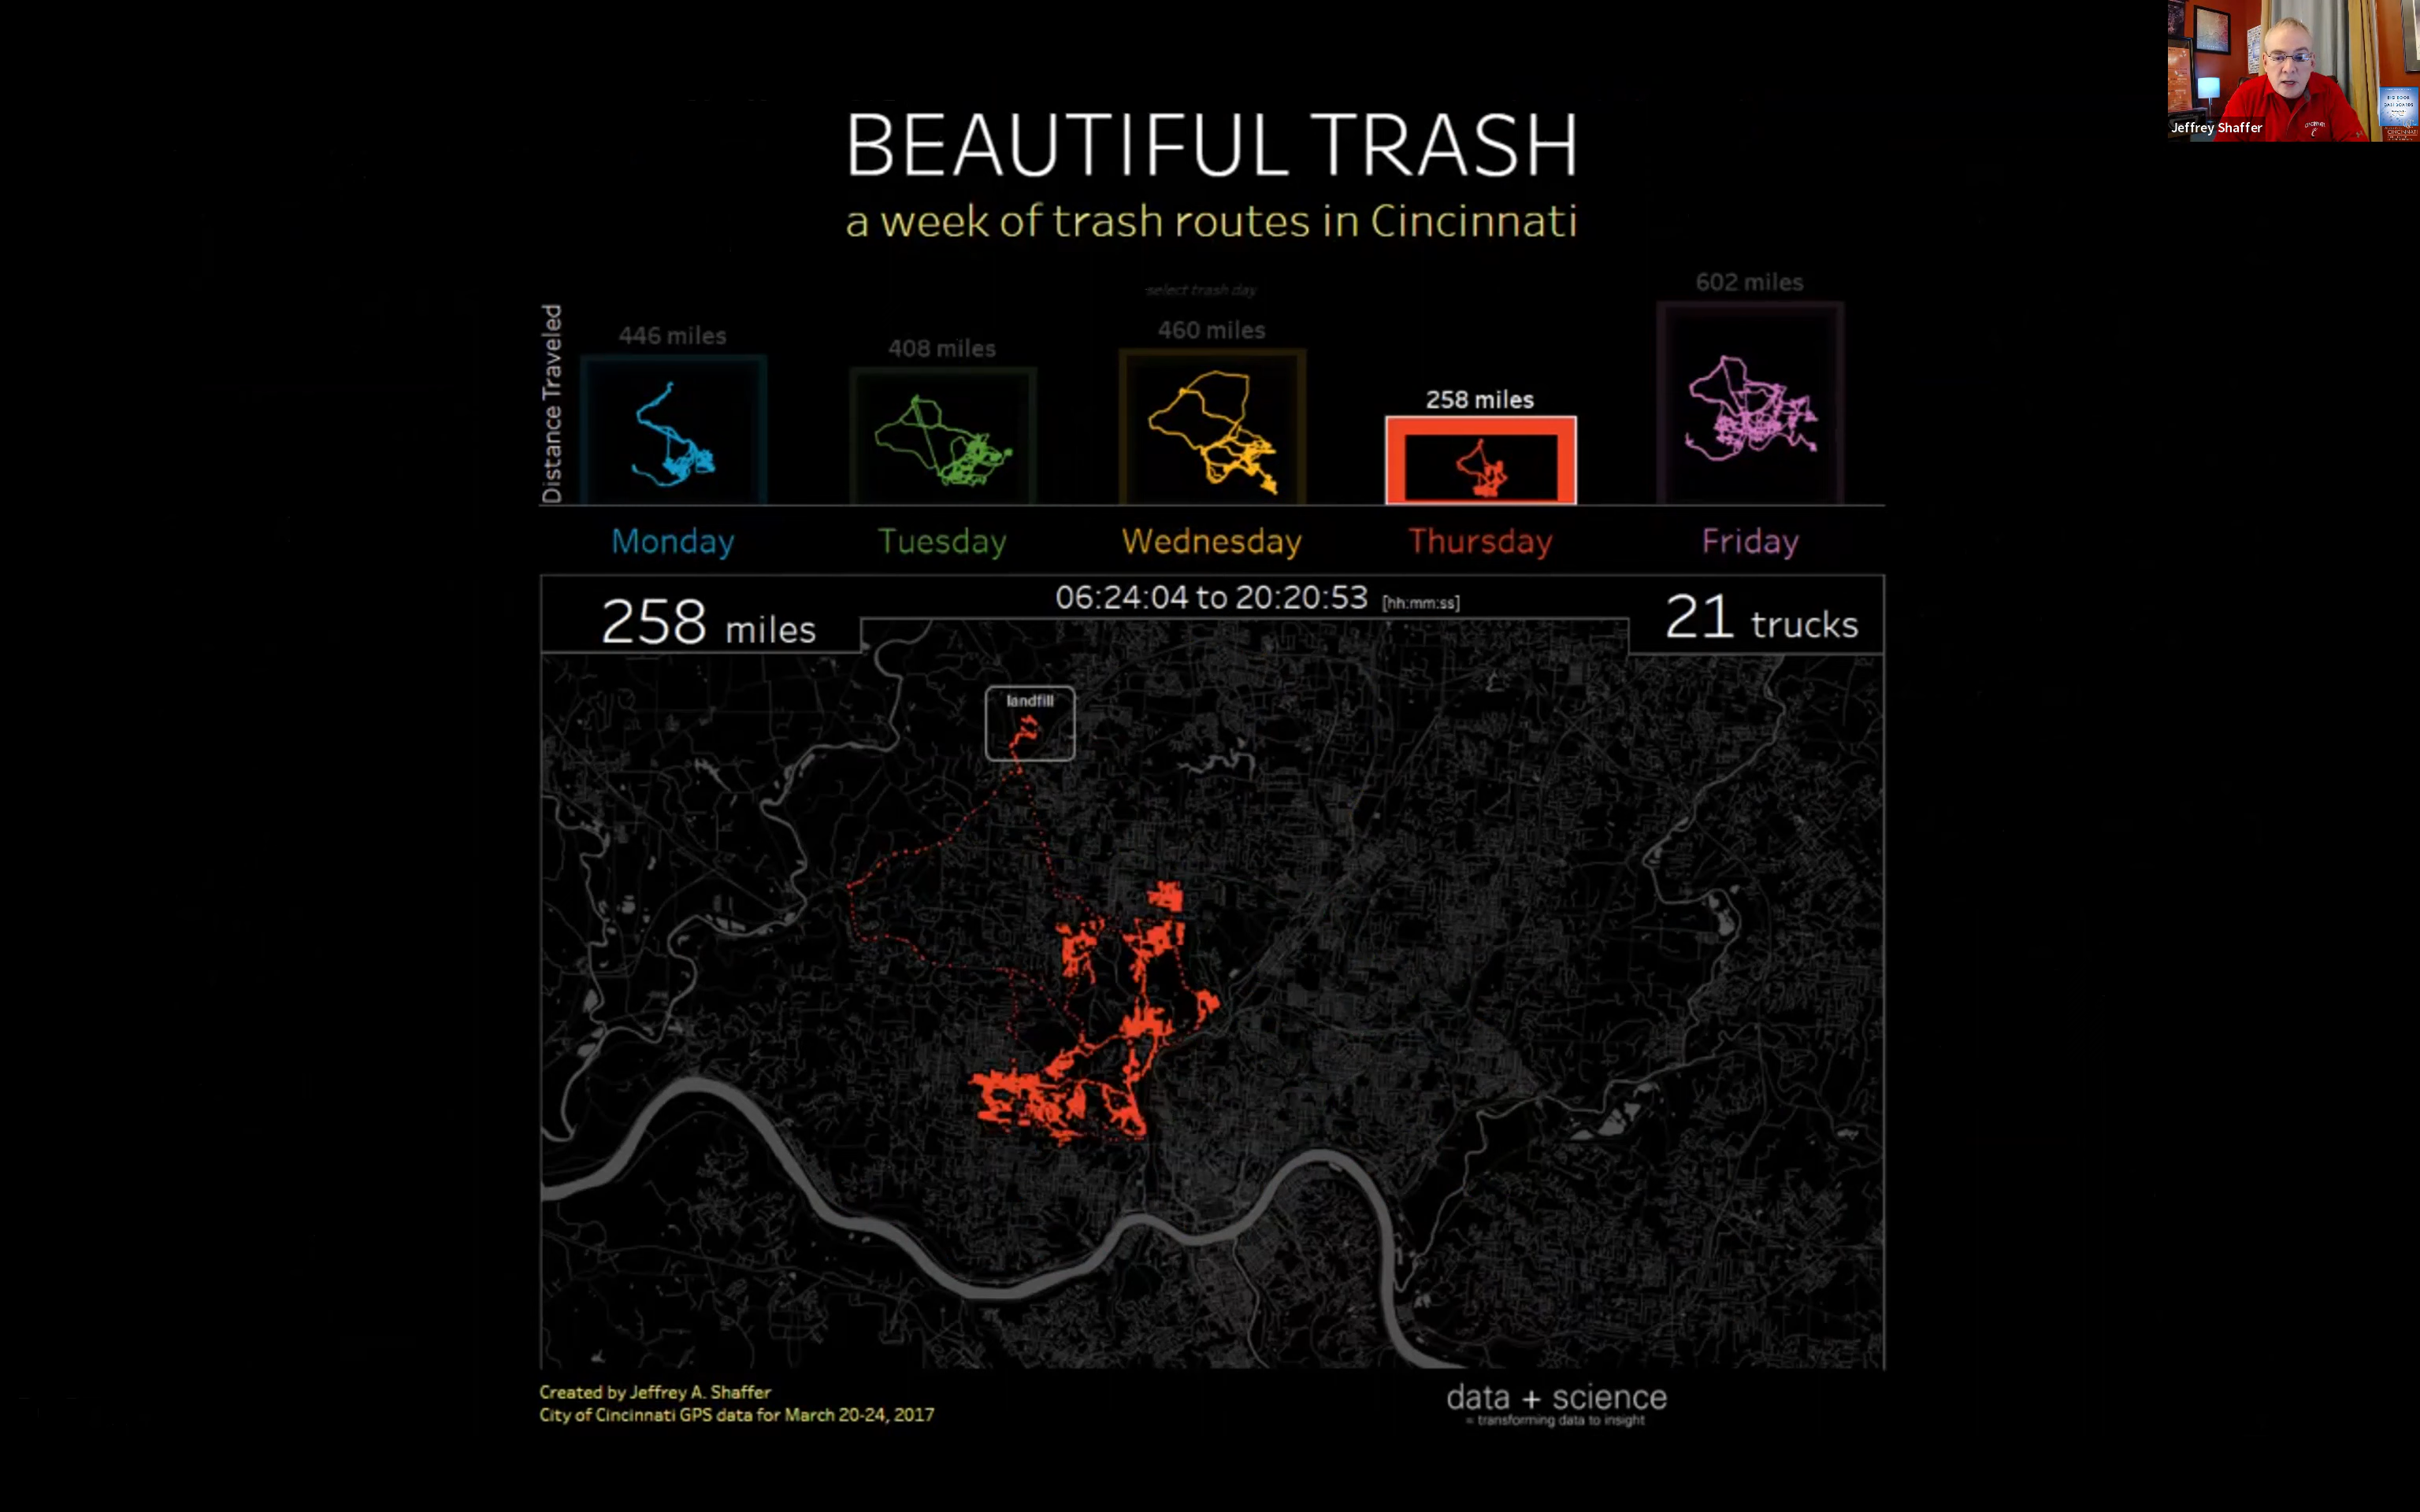 BEAUTIFUL TRASH
a week of trash routes in Cincinnati
Jeffrey Shaffer
select trash day
Distance Traveled
446 miles
408 miles
460 miles
258 miles
602 miles
Monday
Tuesday
Wednesday
Thursday
Friday
258 miles
06:24:04 to 20:20:53 [hh:mm:ss]
21 trucks
landfill
Created by Jeffrey A. Shaffer
City of Cincinnati GPS data for March 20-24, 2017
data + science
= transforming data to insight